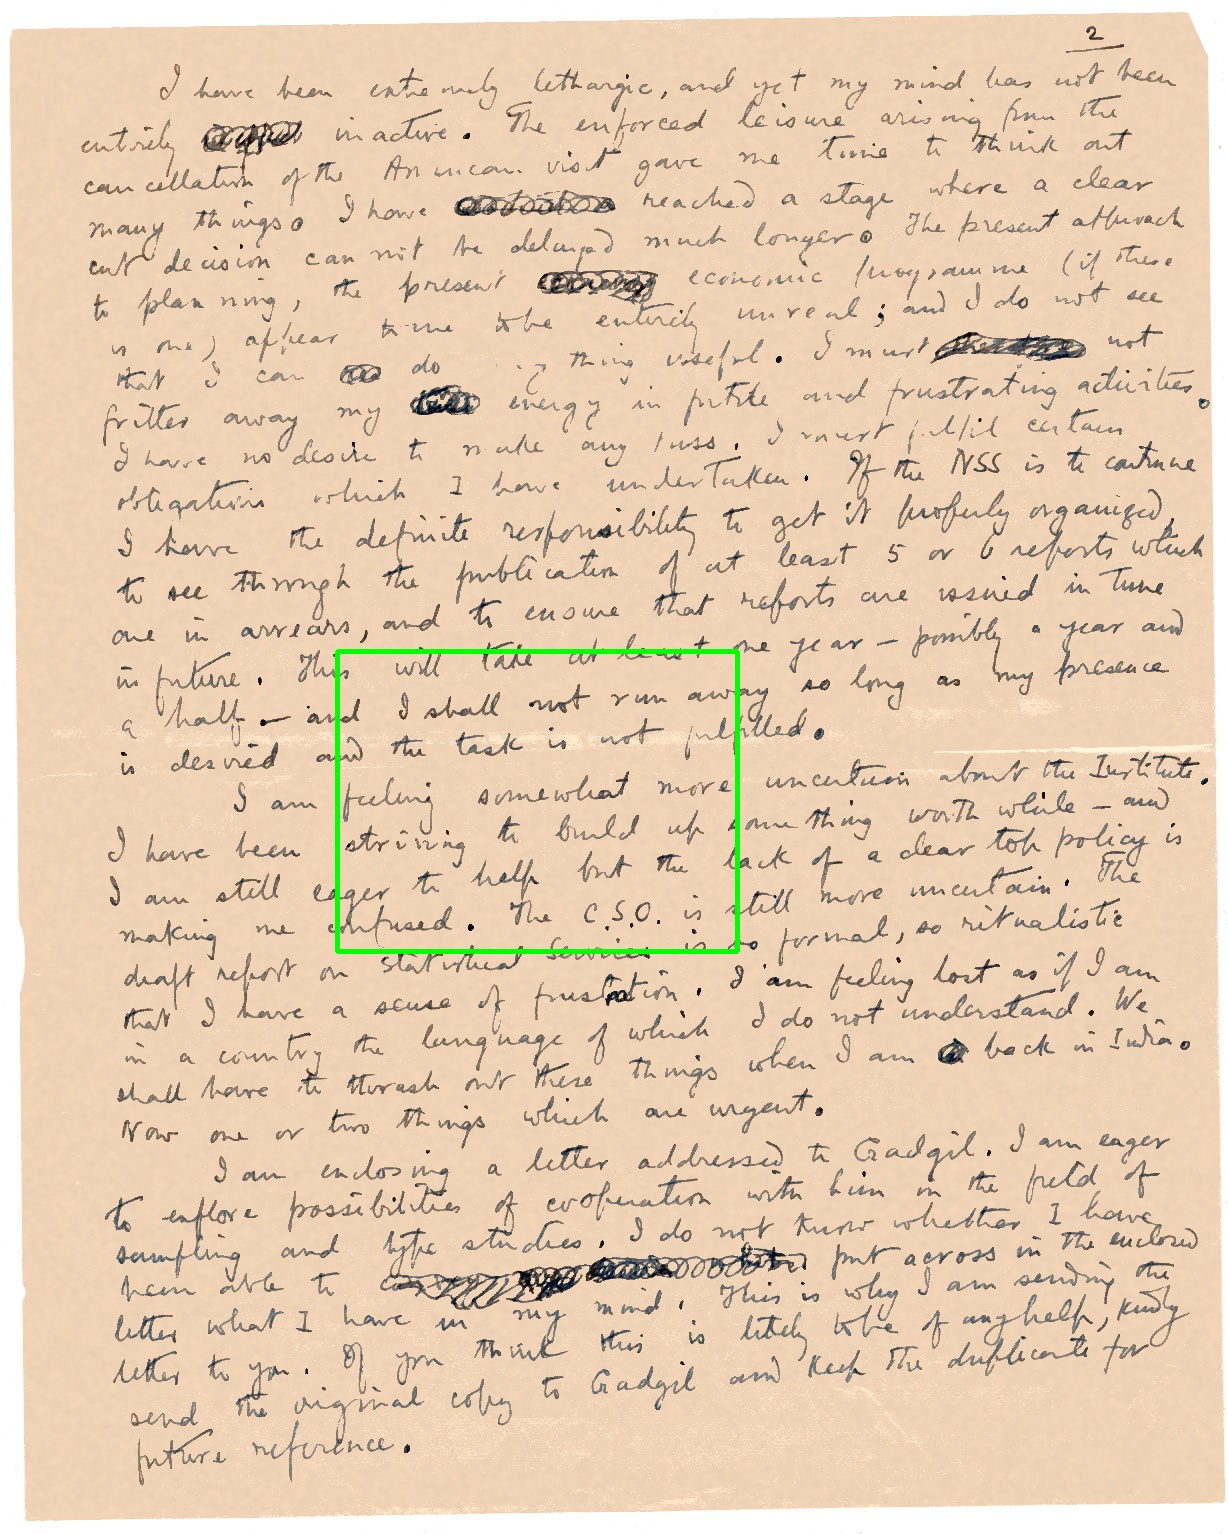 2
I have been extremely lethargic, and yet my mind has not been
entirely inactive. The enforced leisure arising from the
cancellation of the American visit gave me time to think out
many things. I have reached a stage where a clear
cut decision can not be delayed much longer. The present approach
to planning, the present economic programme (if there
is one) appear to me to be entirely unreal; and I do not see
that I can do thing useful. I must not
fritter away my energy in futile and frustrating activities.
I have no desire to make any fuss. I must fulfil certain
obligations which I have undertaken. If the NSS is to continue
I have the definite responsibility to get it properly organized,
to see through the publication of at least 5 or 6 reports which
are in arrears, and to ensure that reports are issued in time
in future. This will take at least one year – possibly a year and
a half – and I shall not run away so long as my presence
is desired and the task is not fulfilled.
I am feeling somewhat more uncertain about the Institute.
I have been striving to build up something worth while – and
I am still eager to help but the lack of a clear top policy is
making me confused. The C.S.O. is still more uncertain. The
draft report on Statistical Services is so formal, so ritualistic
that I have a sense of frustration. I am feeling lost as if I am
in a country the language of which I do not understand. We
shall have to thrash out these things when I am back in India.
Now one or two things which are urgent.
I am enclosing a letter addressed to Gadgil. I am eager
to explore possibilities of cooperation with him in the field of
sampling and type studies. I do not know whether I have
been able to put across in the enclosed
letter what I have in my mind. This is why I am sending the
letter to you. If you think this is likely to be of any help, kindly
send the original copy to Gadgil and keep the duplicate for
future reference.